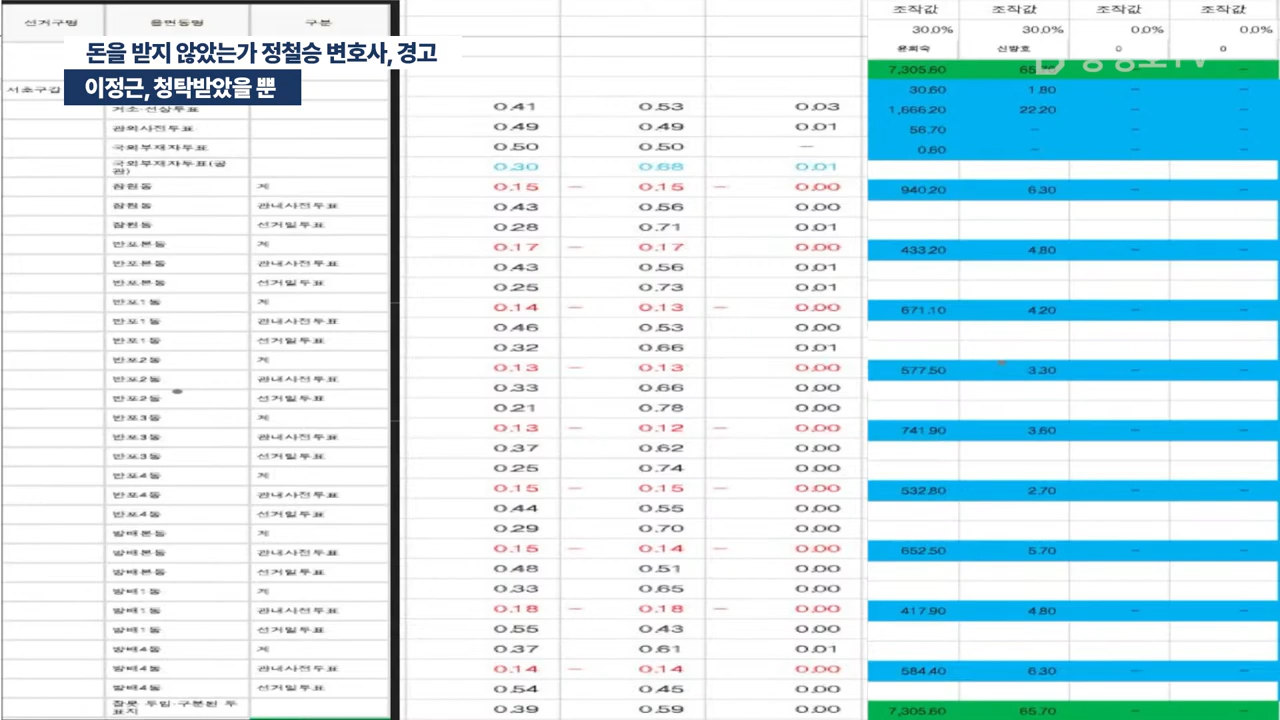 선거구명 읍면동명 구분 조작값 조작값 조작값 조작값
30.0% 30.0% 0.0% 0.0%
윤희숙 신방호 0 0
돈을 받지 않았는가 정철승 변호사, 경고
이정근, 청탁받았을 뿐
7,305.60 –
서초구갑 30.60 1.80 – –
거소·선상투표 0.41 0.53 0.03 1,666.20 22.20 – –
관외사전투표 0.49 0.49 0.01 56.70 – – –
국외부재자투표 0.50 0.50 – 0.60 – – –
국외부재자투표(공관) 0.30 0.68 0.01
잠원동 계 0.15 – 0.15 – 0.00 940.20 6.30 – –
잠원동 관내사전투표 0.43 0.56 0.00
잠원동 선거일투표 0.28 0.71 0.01
반포본동 계 0.17 – 0.17 – 0.00 433.20 4.80 – –
반포본동 관내사전투표 0.43 0.56 0.01
반포본동 선거일투표 0.25 0.73 0.01
반포1동 계 0.14 – 0.13 – 0.00 671.10 4.20 – –
반포1동 관내사전투표 0.46 0.53 0.00
반포1동 선거일투표 0.32 0.66 0.01
반포2동 계 0.13 – 0.13 0.00 577.50 3.30 – –
반포2동 관내사전투표 0.33 0.66 0.00
반포2동 선거일투표 0.21 0.78 0.00
반포3동 계 0.13 – 0.12 – 0.00 741.90 3.60 – –
반포3동 관내사전투표 0.37 0.62 0.00
반포3동 선거일투표 0.25 0.74 0.00
반포4동 계 0.15 – 0.15 – 0.00 532.80 2.70 – –
반포4동 관내사전투표 0.44 0.55 0.00
반포4동 선거일투표 0.29 0.70 0.00
방배본동 계 0.15 – 0.14 – 0.00 652.50 5.70 – –
방배본동 관내사전투표 0.48 0.51 0.00
방배본동 선거일투표 0.33 0.65 0.00
방배1동 계 0.18 – 0.18 – 0.00 417.90 4.80 – –
방배1동 관내사전투표 0.55 0.43 0.00
방배1동 선거일투표 0.37 0.61 0.01
방배4동 계 0.14 – 0.14 0.00 584.40 6.30 – –
방배4동 관내사전투표 0.54 0.45 0.00
방배4동 선거일투표 0.39 0.59 0.01
잘못 투입·구분된 투표지 7,305.60 65.70 – –